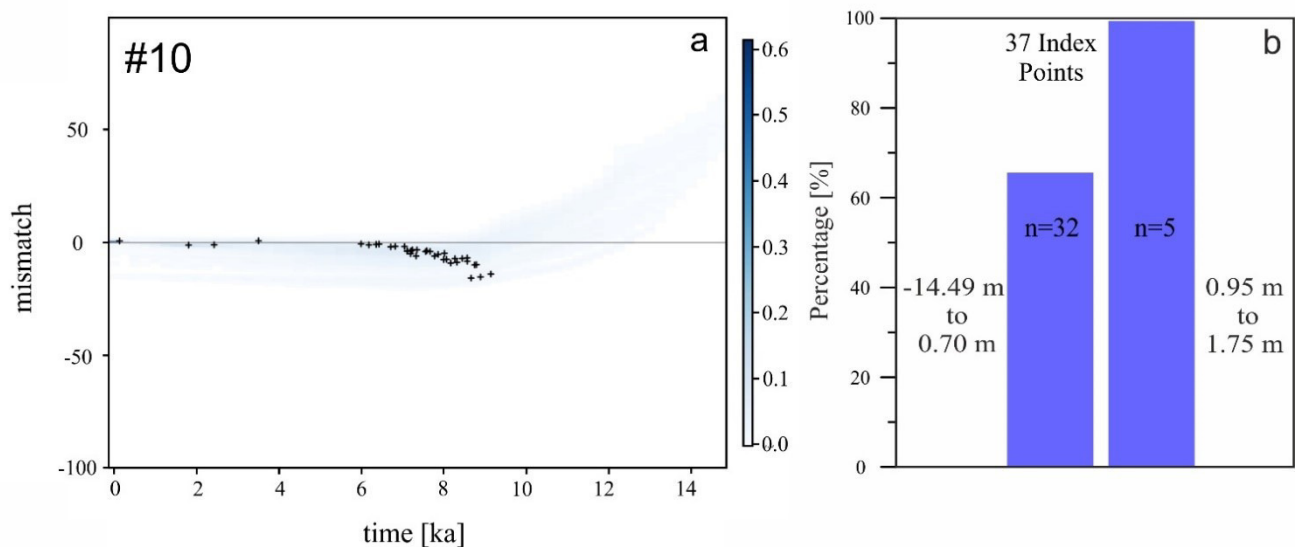 #10
a
mismatch
50
0
-50
-100
0
2
4
6
8
10
12
14
time [ka]
0.6
0.5
0.4
0.3
0.2
0.1
0.0
b
37 Index
Points
Percentage [%]
100
80
60
40
20
0
n=32
n=5
-14.49 m
to
0.70 m
0.95 m
to
1.75 m